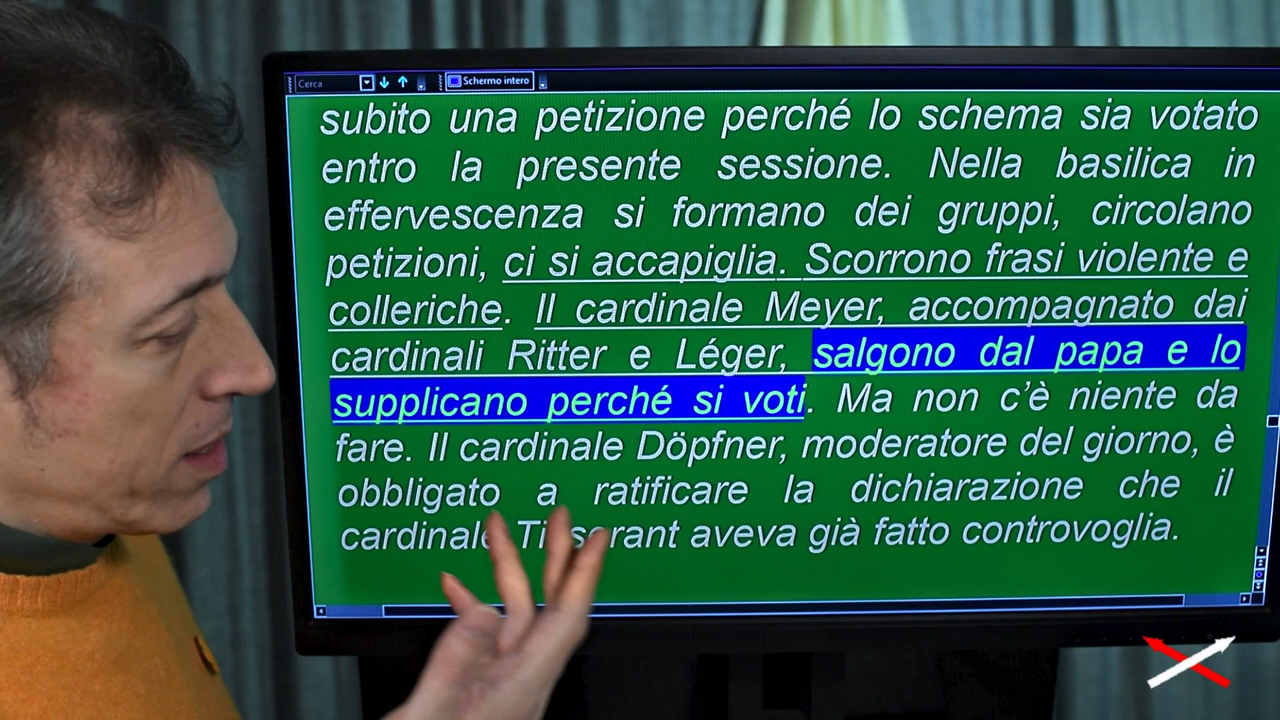 Cerca
Schermo intero
subito una petizione perché lo schema sia votato
entro la presente sessione. Nella basilica in
effervescenza si formano dei gruppi, circolano
petizioni, ci si accapiglia. Scorrono frasi violente e
colleriche. Il cardinale Meyer, accompagnato dai
cardinali Ritter e Léger, salgono dal papa e lo
supplicano perché si voti. Ma non c’è niente da
fare. Il cardinale Döpfner, moderatore del giorno, è
obbligato a ratificare la dichiarazione che il
cardinale aveva già fatto controvoglia.